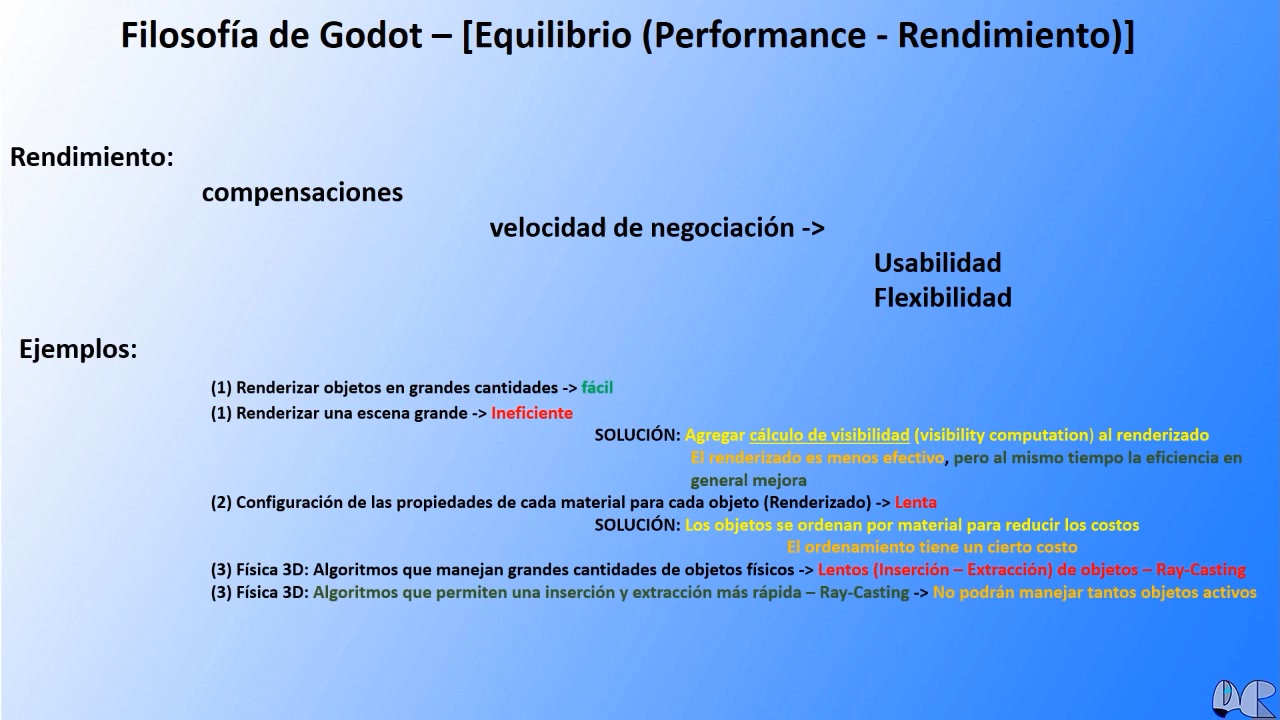 Filosofía de Godot – [Equilibrio (Performance - Rendimiento)]
Rendimiento:
compensaciones
velocidad de negociación ->
Usabilidad
Flexibilidad
Ejemplos:
(1) Renderizar objetos en grandes cantidades -> fácil
(1) Renderizar una escena grande -> Ineficiente
SOLUCIÓN: Agregar cálculo de visibilidad (visibility computation) al renderizado
El renderizado es menos efectivo, pero al mismo tiempo la eficiencia en
general mejora
(2) Configuración de las propiedades de cada material para cada objeto (Renderizado) -> Lenta
SOLUCIÓN: Los objetos se ordenan por material para reducir los costos
El ordenamiento tiene un cierto costo
(3) Física 3D: Algoritmos que manejan grandes cantidades de objetos físicos -> Lentos (Inserción – Extracción) de objetos – Ray-Casting
(3) Física 3D: Algoritmos que permiten una inserción y extracción más rápida – Ray-Casting -> No podrán manejar tantos objetos activos